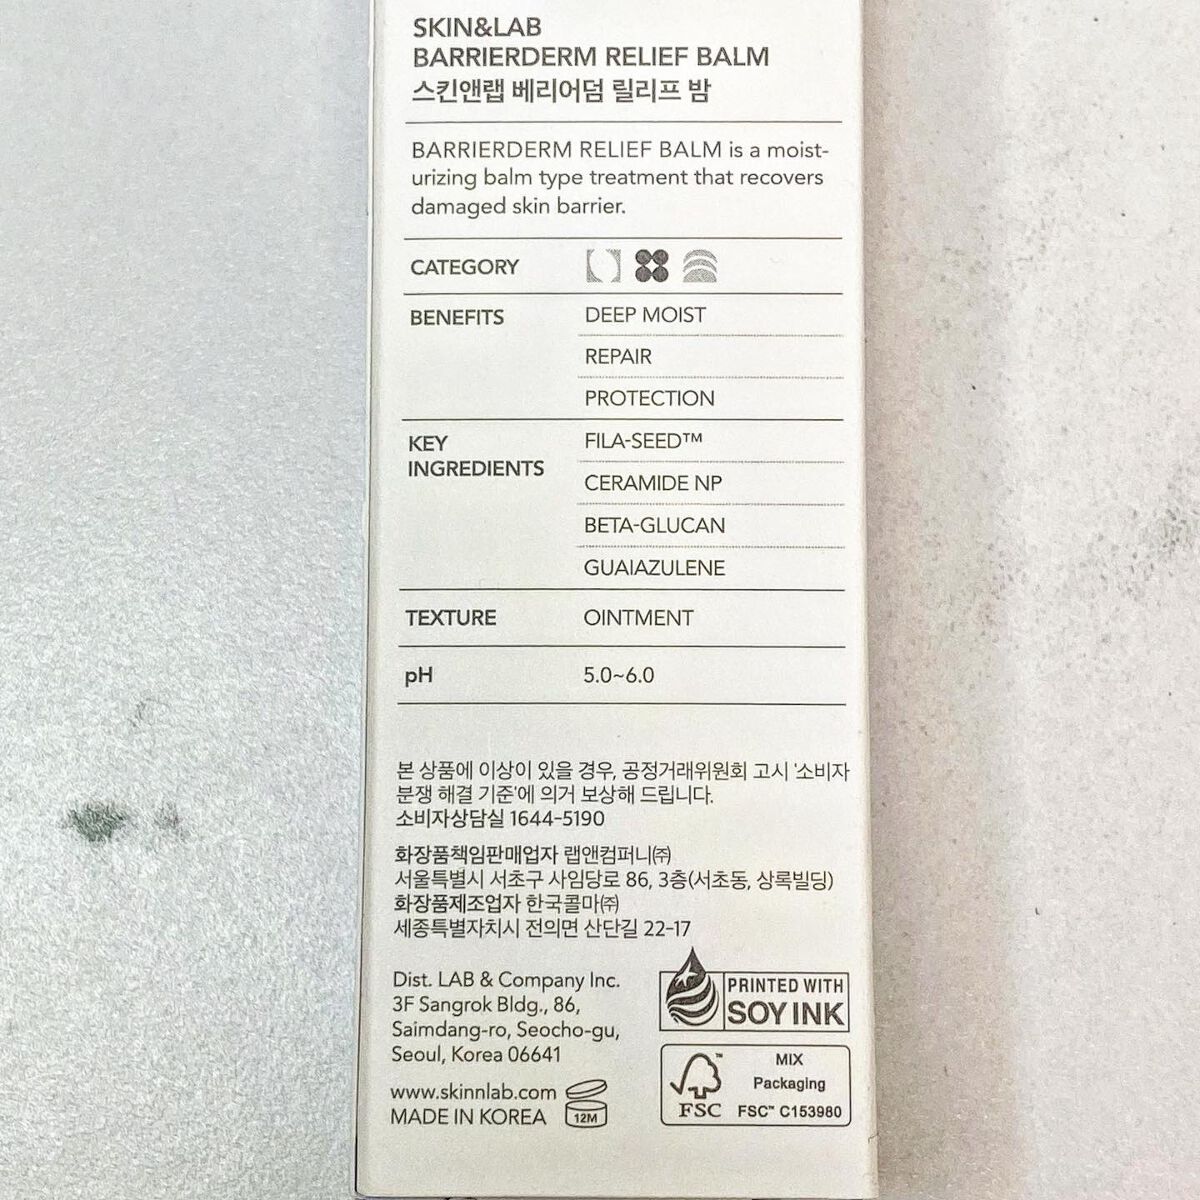 SKIN&LAB
BARRIERDERM RELIEF BALM
스킨앤랩 베리어덤 릴리프 밤
BARRIERDERM RELIEF BALM is a moist-
urizing balm type treatment that recovers
damaged skin barrier.
CATEGORY
BENEFITS
DEEP MOIST
REPAIR
PROTECTION
KEY
INGREDIENTS
FILA-SEED™
CERAMIDE NP
BETA-GLUCAN
GUAIAZULENE
TEXTURE
OINTMENT
pH
5.0~6.0
본 상품에 이상이 있을 경우, 공정거래위원회 고시 '소비자
분쟁 해결 기준'에 의거 보상해 드립니다.
소비자상담실 1644-5190
화장품책임판매업자 랩앤컴퍼니㈜
서울특별시 서초구 사임당로 86, 3층(서초동, 상록빌딩)
화장품제조업자 한국콜마㈜
세종특별자치시 전의면 산단길 22-17
Dist. LAB & Company Inc.
3F Sangrok Bldg., 86,
Saimdang-ro, Seocho-gu,
Seoul, Korea 06641
www.skinnlab.com
MADE IN KOREA
12M
PRINTED WITH
SOY INK
FSC™
MIX
Packaging
FSC™ C153980